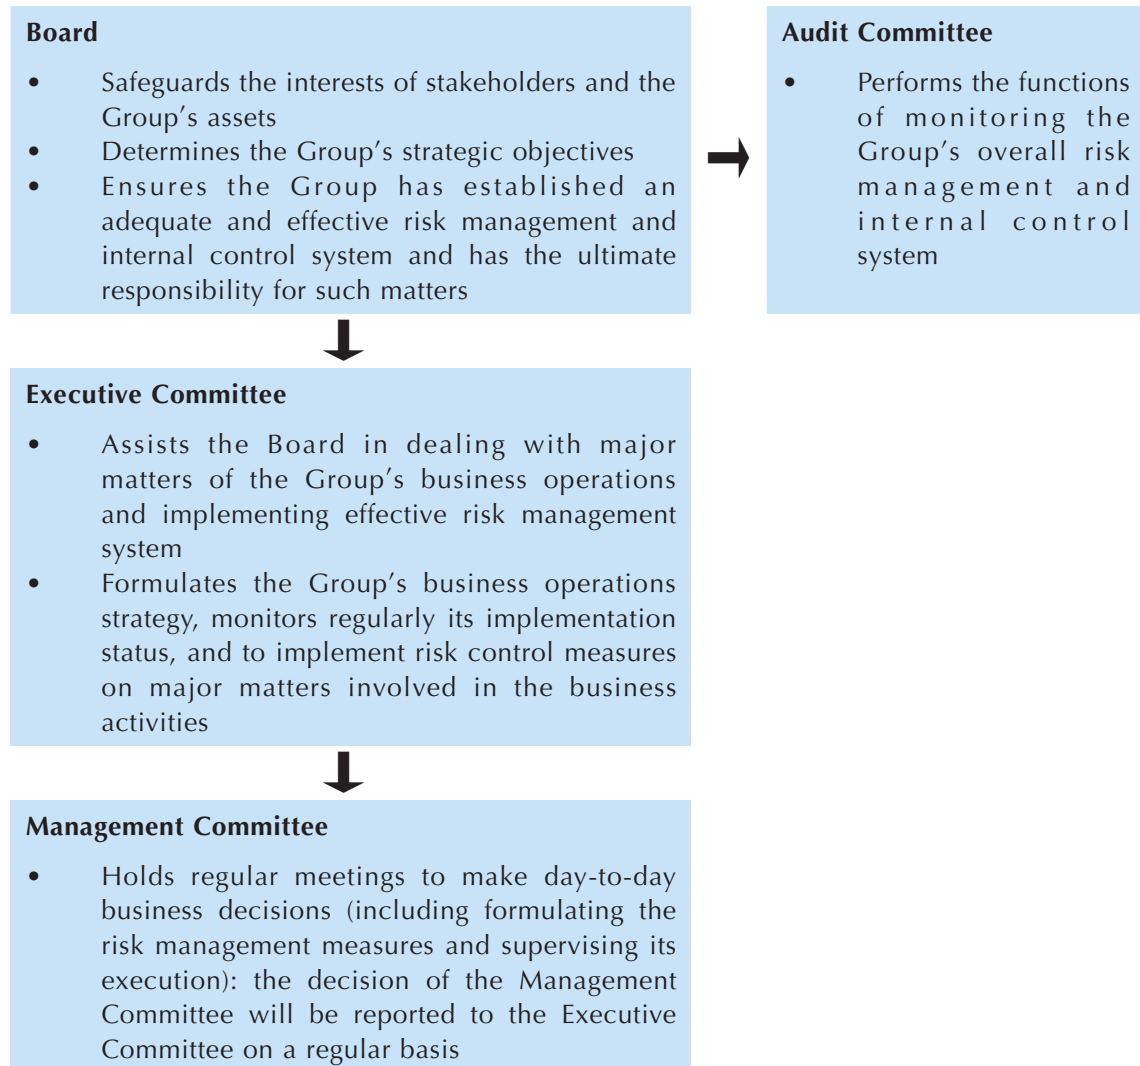 Board
• Safeguards the interests of stakeholders and the
Group’s assets
• Determines the Group’s strategic objectives
• Ensures the Group has established an
adequate and effective risk management and
internal control system and has the ultimate
responsibility for such matters
Audit Committee
• Performs the functions
of monitoring the
Group’s overall risk
management and
internal control
system
Executive Committee
• Assists the Board in dealing with major
matters of the Group’s business operations
and implementing effective risk management
system
• Formulates the Group’s business operations
strategy, monitors regularly its implementation
status, and to implement risk control measures
on major matters involved in the business
activities
Management Committee
• Holds regular meetings to make day-to-day
business decisions (including formulating the
risk management measures and supervising its
execution): the decision of the Management
Committee will be reported to the Executive
Committee on a regular basis